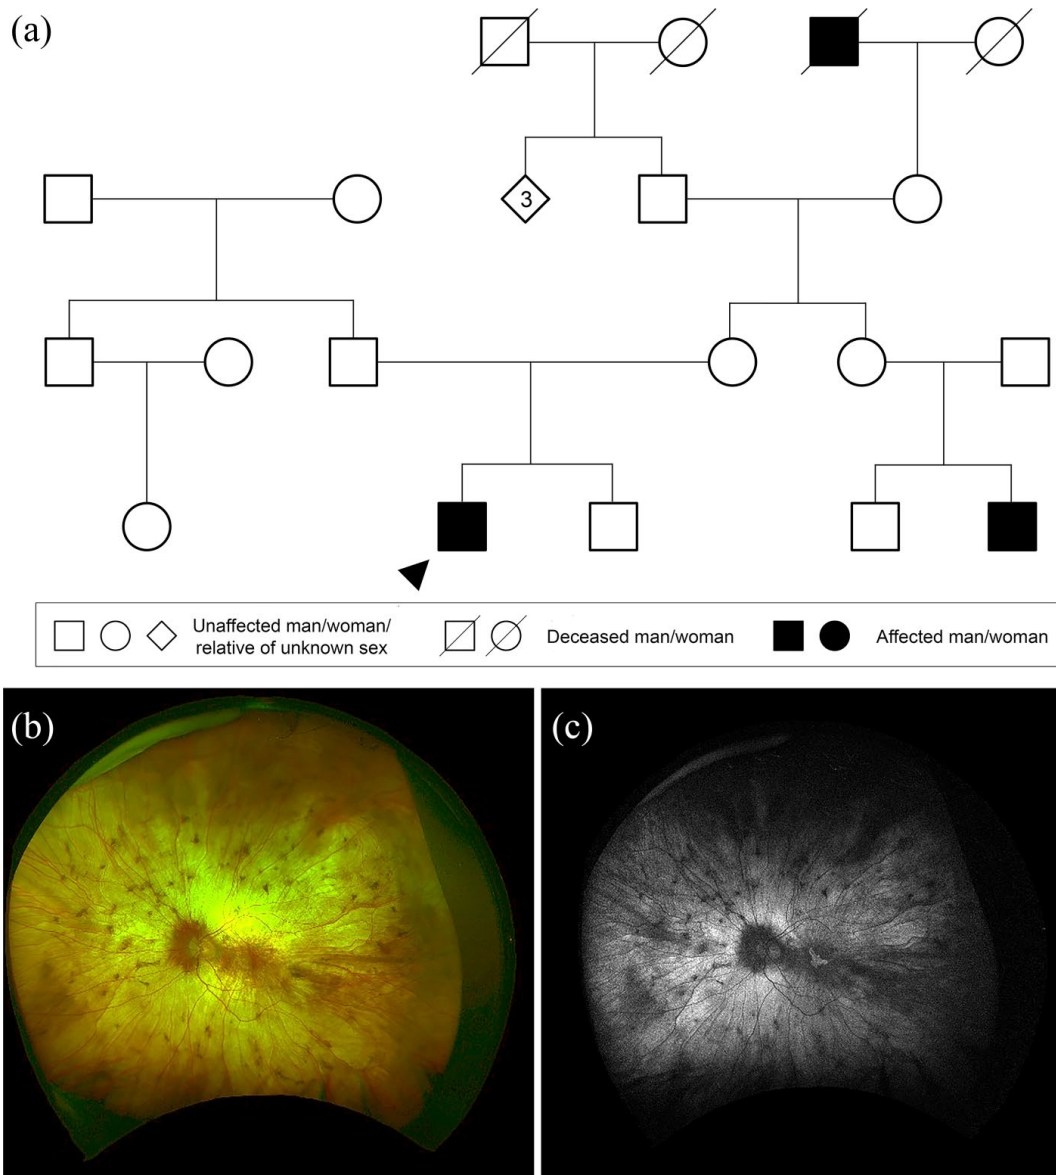 (a)
3
Unaffected man/woman/
relative of unknown sex
Deceased man/woman
Affected man/woman
(b)
(c)